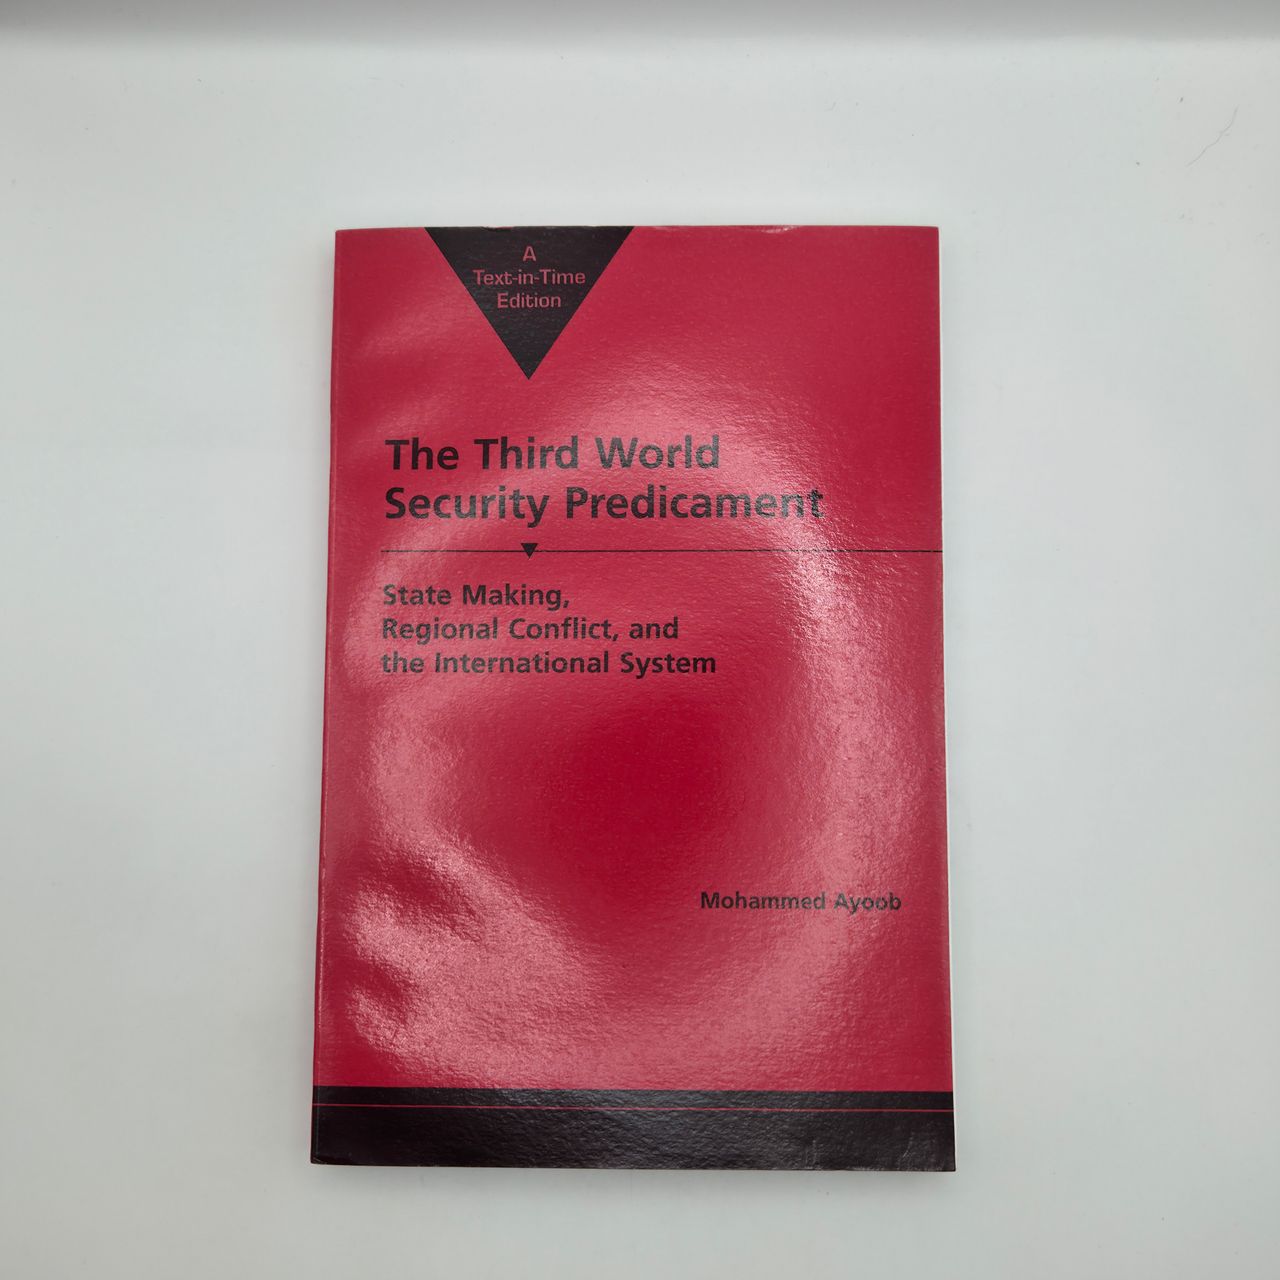 A
Text-in-Time
Edition
The Third World
Security Predicament
State Making,
Regional Conflict, and
the International System
Mohammed Ayoob